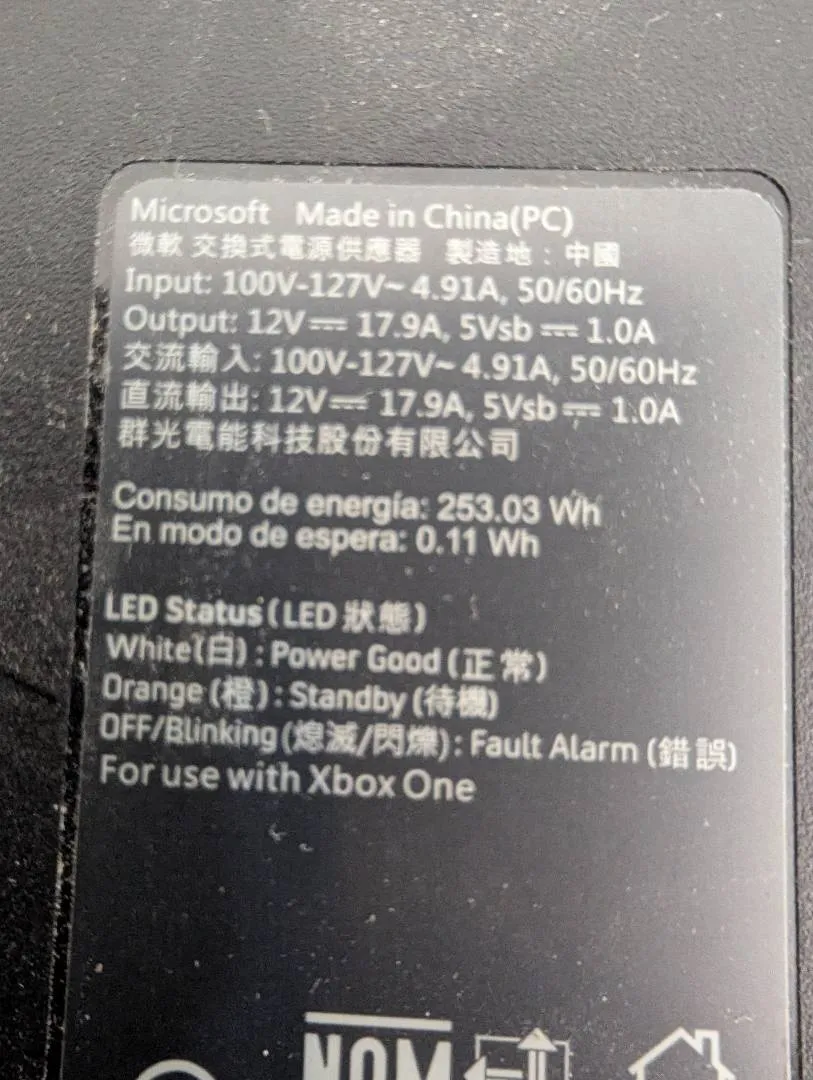 Microsoft Made in China(PC)
微軟 交換式電源供應器 製造地：中國
Input: 100V-127V~ 4.91A, 50/60Hz
Output: 12V⎓ 17.9A, 5Vsb ⎓ 1.0A
交流輸入: 100V-127V~ 4.91A, 50/60Hz
直流輸出: 12V⎓ 17.9A, 5Vsb ⎓ 1.0A
群光電能科技股份有限公司
Consumo de energía: 253.03 Wh
En modo de espera: 0.11 Wh
LED Status(LED 狀態)
White(白) : Power Good (正常)
Orange (橙) : Standby (待機)
OFF/Blinking (熄滅/閃爍) : Fault Alarm (錯誤)
For use with Xbox One
NOM